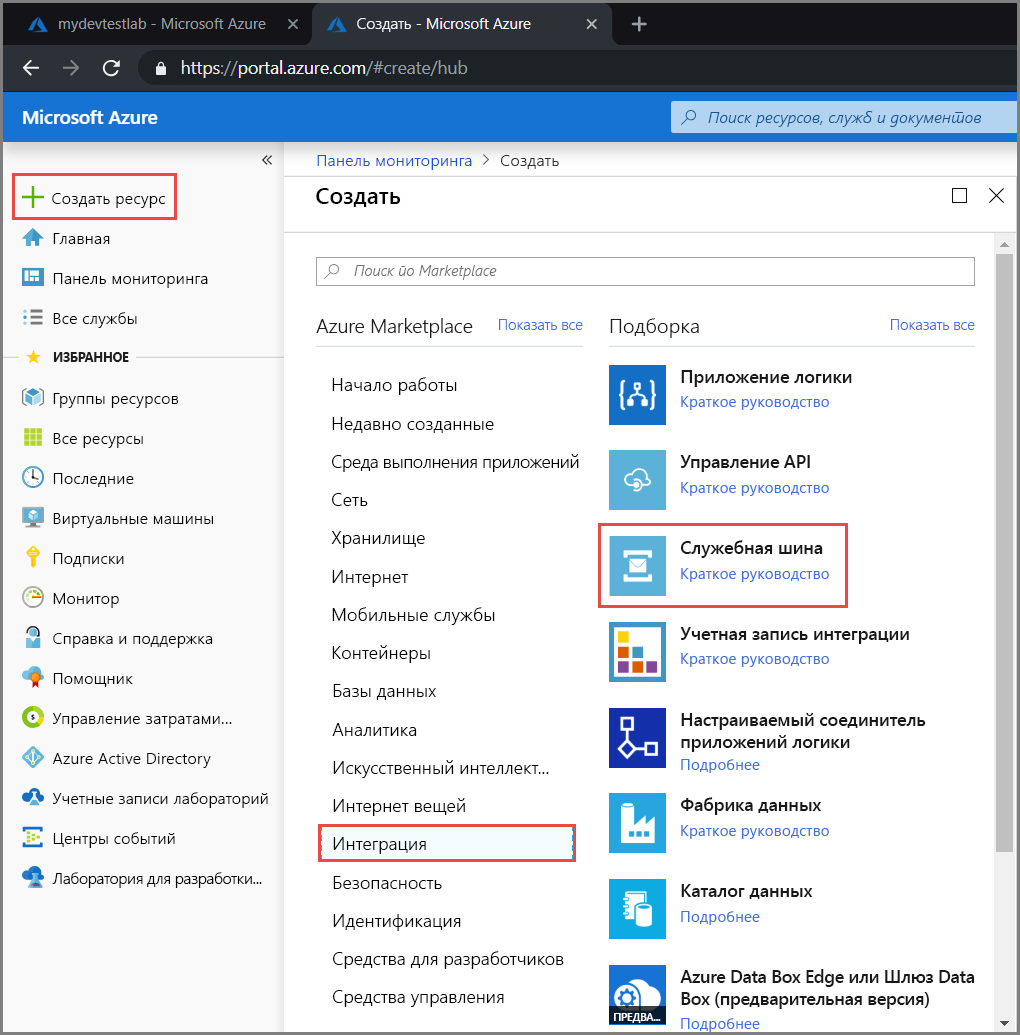 mydevtestlab - Microsoft Azure
Создать - Microsoft Azure
https://portal.azure.com/#create/hub
Microsoft Azure
Поиск ресурсов, служб и документов
Создать ресурс
Главная
Панель мониторинга
Все службы
ИЗБРАННОЕ
Группы ресурсов
Все ресурсы
Последние
Виртуальные машины
Подписки
Монитор
Справка и поддержка
Помощник
Управление затратами...
Azure Active Directory
Учетные записи лабораторий
Центры событий
Лаборатория для разработки...
Панель мониторинга > Создать
Создать
Поиск по Marketplace
Azure Marketplace
Показать все
Начало работы
Недавно созданные
Среда выполнения приложений
Сеть
Хранилище
Интернет
Мобильные службы
Контейнеры
Базы данных
Аналитика
Искусственный интеллект...
Интернет вещей
Интеграция
Безопасность
Идентификация
Средства для разработчиков
Средства управления
Подборка
Показать все
Приложение логики
Краткое руководство
Управление API
Краткое руководство
Служебная шина
Краткое руководство
Учетная запись интеграции
Краткое руководство
Настраиваемый соединитель
приложений логики
Подробнее
Фабрика данных
Краткое руководство
Каталог данных
Подробнее
ПРЕДВА...
Azure Data Box Edge или Шлюз Data
Box (предварительная версия)
Подробнее